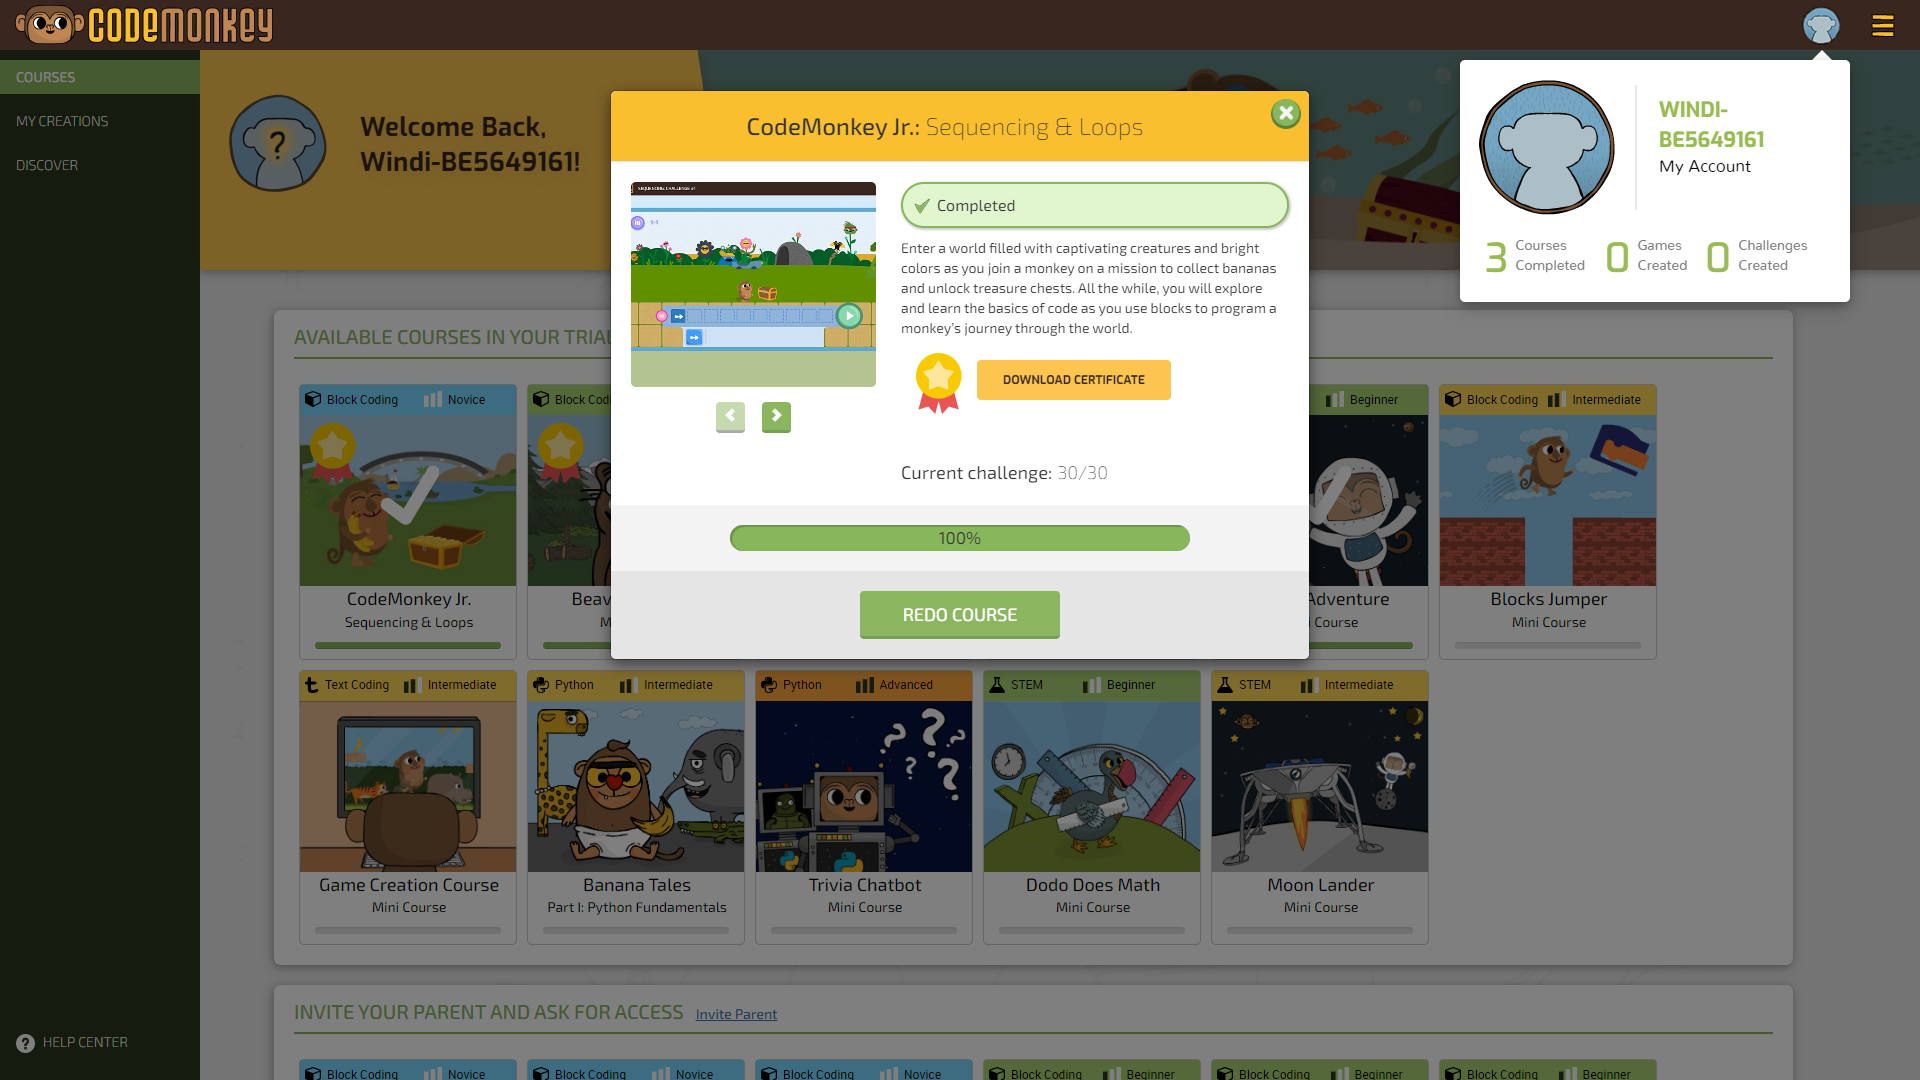 CODEMONKEY
COURSES
MY CREATIONS
DISCOVER
HELP CENTER
Welcome Back,
Windi-BE5649161!
WINDI-
BE5649161
My Account
3 Courses Completed
0 Games Created
0 Challenges Created
CodeMonkey Jr.: Sequencing & Loops
Completed
Enter a world filled with captivating creatures and bright
colors as you join a monkey on a mission to collect bananas
and unlock treasure chests. All the while, you will explore
and learn the basics of code as you use blocks to program a
monkey's journey through the world.
DOWNLOAD CERTIFICATE
Current challenge: 30/30
100%
REDO COURSE
AVAILABLE COURSES IN YOUR TRIAL
Block Coding Novice
CodeMonkey Jr.
Sequencing & Loops
Block Cod
Beav
M
Beginner
Adventure
Course
Block Coding Intermediate
Blocks Jumper
Mini Course
Text Coding Intermediate
Game Creation Course
Mini Course
Python Intermediate
Banana Tales
Part I: Python Fundamentals
Python Advanced
Trivia Chatbot
Mini Course
STEM Beginner
Dodo Does Math
Mini Course
STEM Intermediate
Moon Lander
Mini Course
INVITE YOUR PARENT AND ASK FOR ACCESS Invite Parent
Block Coding Novice
Block Coding Novice
Block Coding Novice
Block Coding Beginner
Block Coding Beginner
Block Coding Beginner